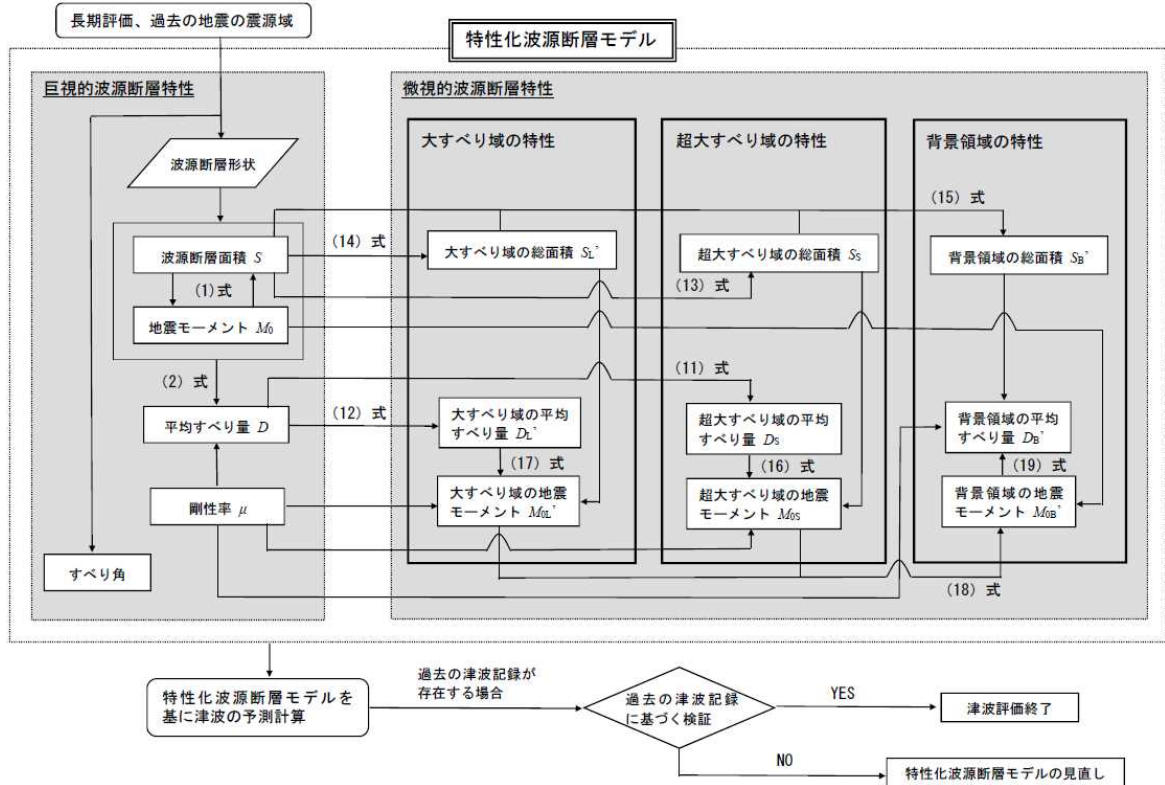 長期評価、過去の地震の震源域
特性化波源断層モデル
巨視的波源断層特性
波源断層形状
波源断層面積 S
(1)式
地震モーメント M0
(2) 式
平均すべり量 D
剛性率 μ
すべり角
微視的波源断層特性
大すべり域の特性
(14) 式
大すべり域の総面積 SL'
(12) 式
大すべり域の平均
すべり量 DL'
(17) 式
大すべり域の地震
モーメント M0L'
超大すべり域の特性
超大すべり域の総面積 SS
(13) 式
(11) 式
超大すべり域の平均
すべり量 DS
(16) 式
超大すべり域の地震
モーメント M0S
背景領域の特性
(15) 式
背景領域の総面積 SB'
背景領域の平均
すべり量 DB'
(19) 式
背景領域の地震
モーメント M0B'
(18) 式
特性化波源断層モデルを
基に津波の予測計算
過去の津波記録が
存在する場合
過去の津波記録
に基づく検証
YES
津波評価終了
NO
特性化波源断層モデルの見直し